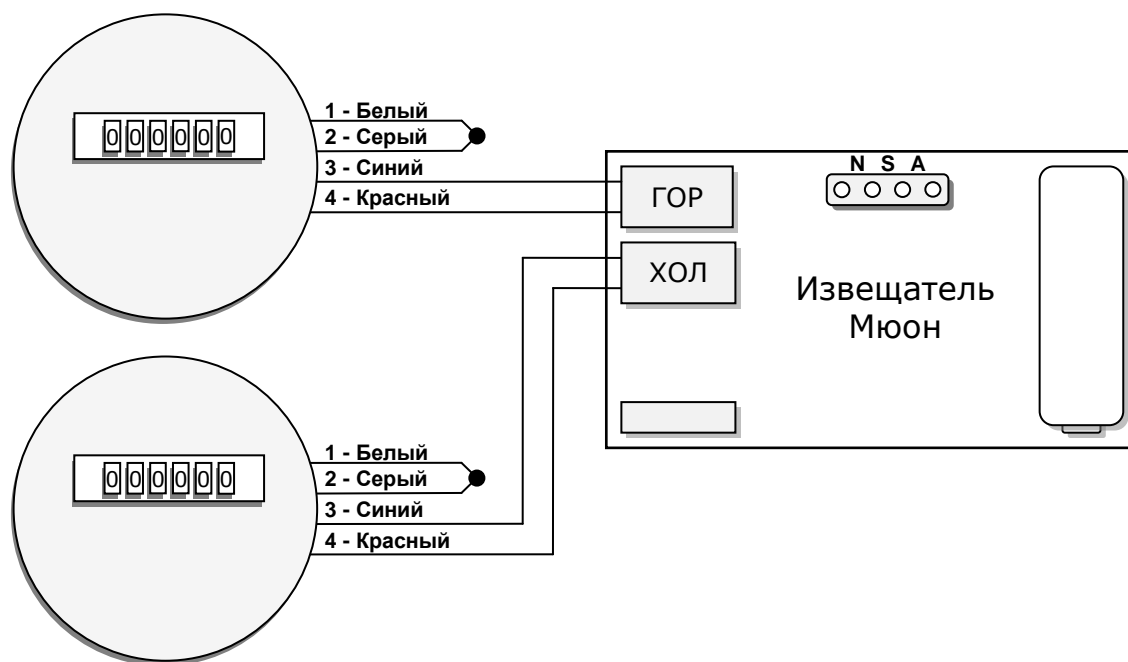 000000
1 - Белый
2 - Серый
3 - Синий
4 - Красный
ГОР
ХОЛ
N S A
Извещатель
Мюон
000000
1 - Белый
2 - Серый
3 - Синий
4 - Красный